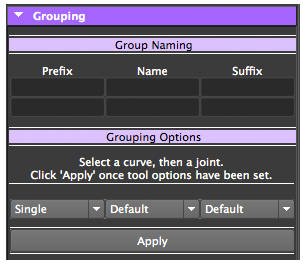 Grouping
Group Naming
Prefix Name Suffix
Grouping Options
Select a curve, then a joint.
Click 'Apply' once tool options have been set.
Single Default Default
Apply